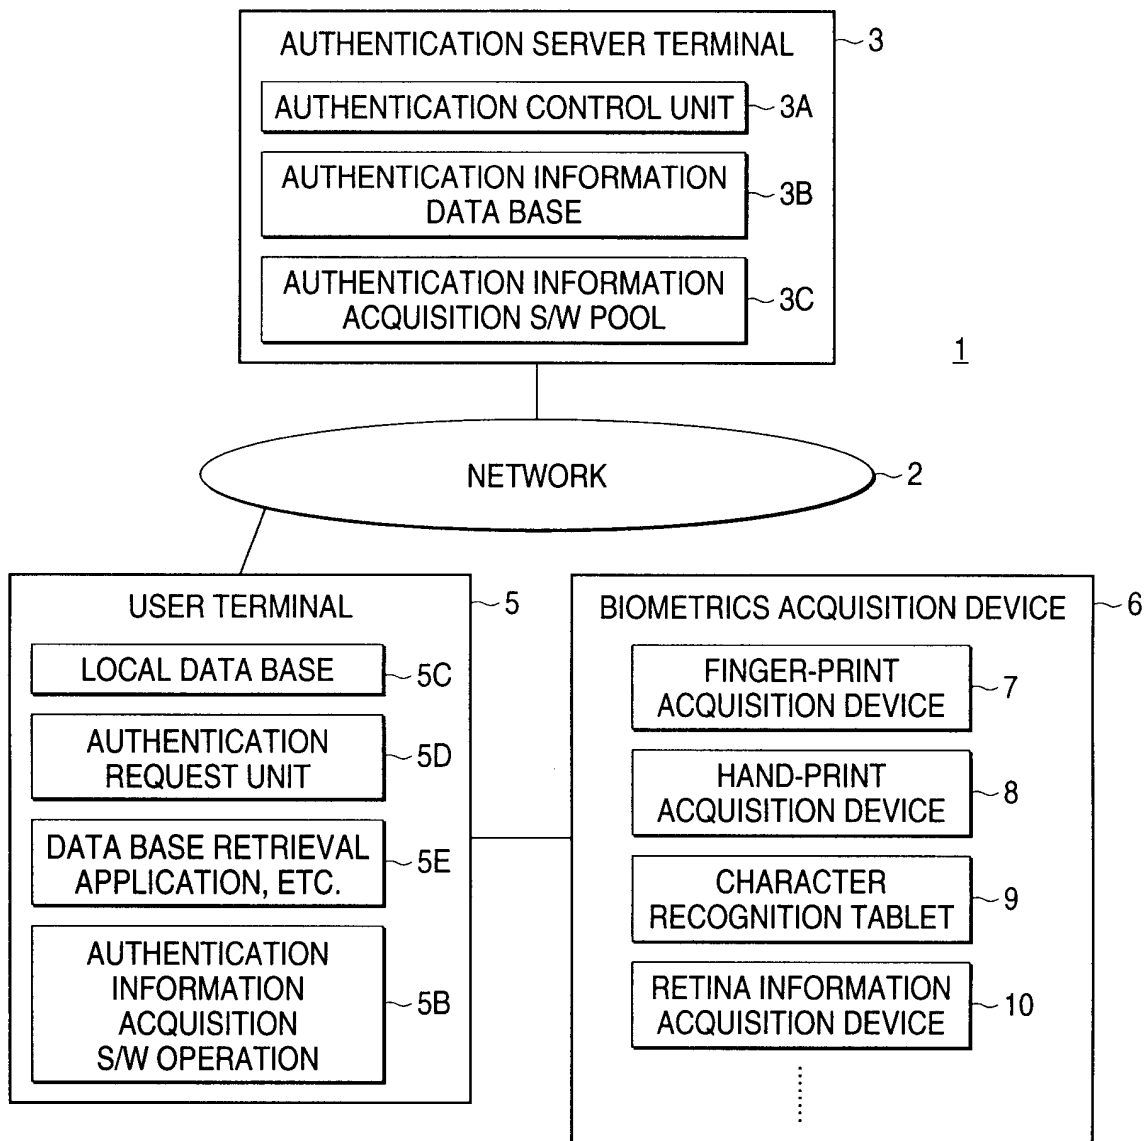 AUTHENTICATION SERVER TERMINAL
3
AUTHENTICATION CONTROL UNIT
3A
AUTHENTICATION INFORMATION
DATA BASE
3B
AUTHENTICATION INFORMATION
ACQUISITION S/W POOL
3C
1
NETWORK
2
USER TERMINAL
5
LOCAL DATA BASE
5C
AUTHENTICATION
REQUEST UNIT
5D
DATA BASE RETRIEVAL
APPLICATION, ETC.
5E
AUTHENTICATION
INFORMATION
ACQUISITION
S/W OPERATION
5B
BIOMETRICS ACQUISITION DEVICE
6
FINGER-PRINT
ACQUISITION DEVICE
7
HAND-PRINT
ACQUISITION DEVICE
8
CHARACTER
RECOGNITION TABLET
9
RETINA INFORMATION
ACQUISITION DEVICE
10